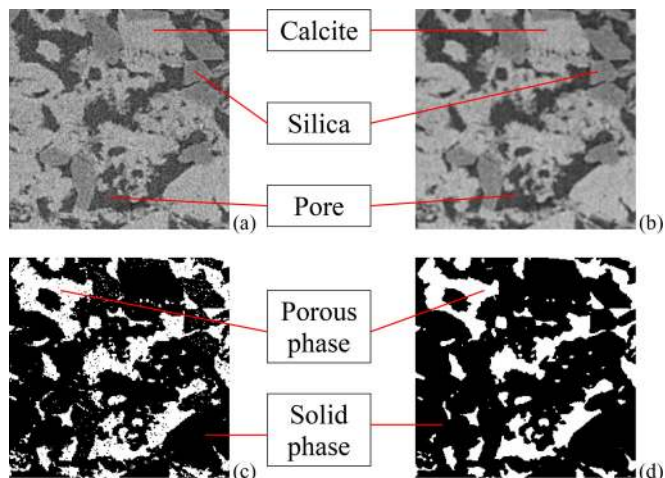 Calcite
Silica
Pore
(a)
(b)
Porous
phase
Solid
phase
(c)
(d)